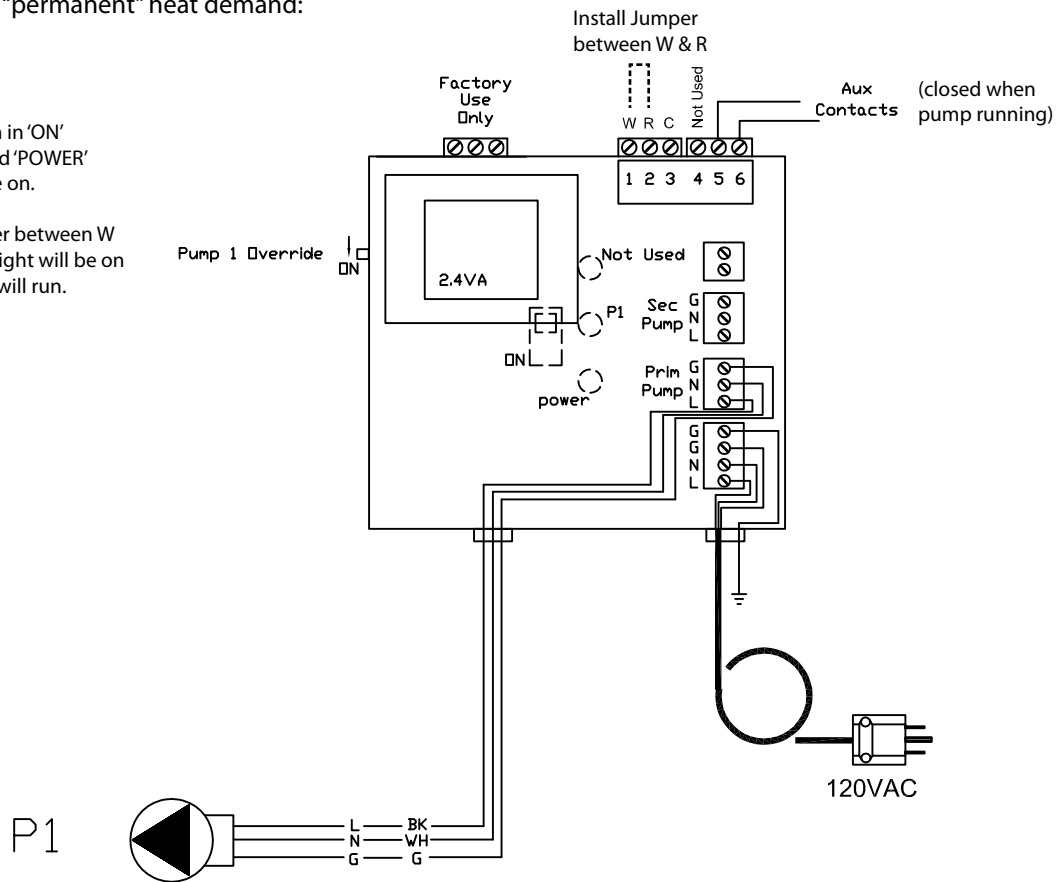 “permanent” heat demand:
Install Jumper
between W & R
in ‘ON’
d ‘POWER’
e on.
er between W
ight will be on
will run.
Factory
Use
Only
W R C
Not Used
Aux
Contacts
(closed when
pump running)
1 2 3 4 5 6
Pump 1 Override
ON
2.4VA
Not Used
P1
ON
power
Sec
Pump
G
N
L
Prim
Pump
G
N
L
G
G
N
L
120VAC
P1
L BK
N WH
G G